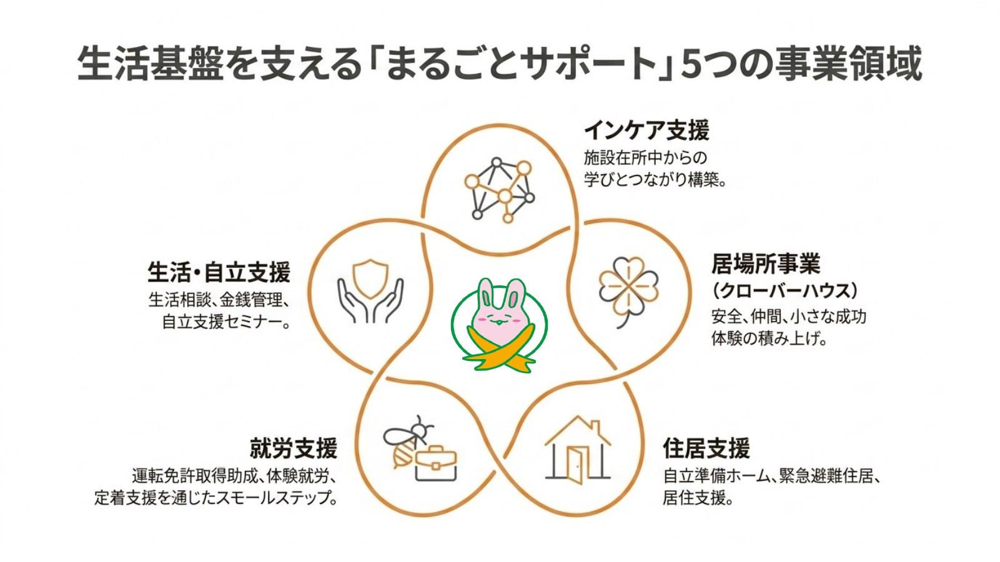 生活基盤を支える「まるごとサポート」5つの事業領域
インケア支援
施設在所中からの
学びとつながり構築。
居場所事業
（クローバーハウス）
安全、仲間、小さな成功
体験の積み上げ。
住居支援
自立準備ホーム、緊急避難住居、
居住支援。
就労支援
運転免許取得助成、体験就労、
定着支援を通じたスモールステップ。
生活・自立支援
生活相談、金銭管理、
自立支援セミナー。